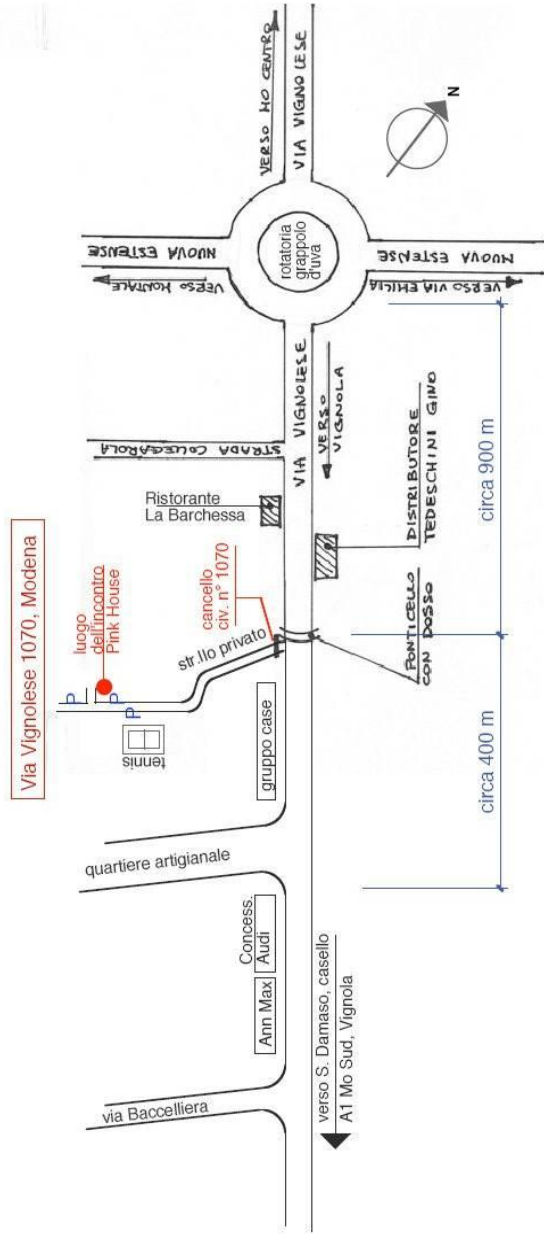 Via Vignolese 1070, Modena
via Baccelliera
Ann Max
Concess.
Audi
quartiere artigianale
tennis
P
P
P
luogo
dell'incontro
Pink House
gruppo case
str.llo privato
cancello
civ. n° 1070
Ristorante
La Barchessa
STRADA COLLEGAROLA
VERSO MONTALE
NUOVA ESTENSE
VERSO MO CENTRO
VIA VIGNOLESE
rotatoria
grappolo
d'uva
VIA VIGNOLESE
VERSO
VIGNOLA
NUOVA ESTENSE
VERSO VIA EMILIA
N
verso S. Damaso, casello
A1 Mo Sud, Vignola
PONTICELLO
CON DOSSO
DISTRIBUTORE
TEDESCHINI GINO
circa 400 m
circa 900 m